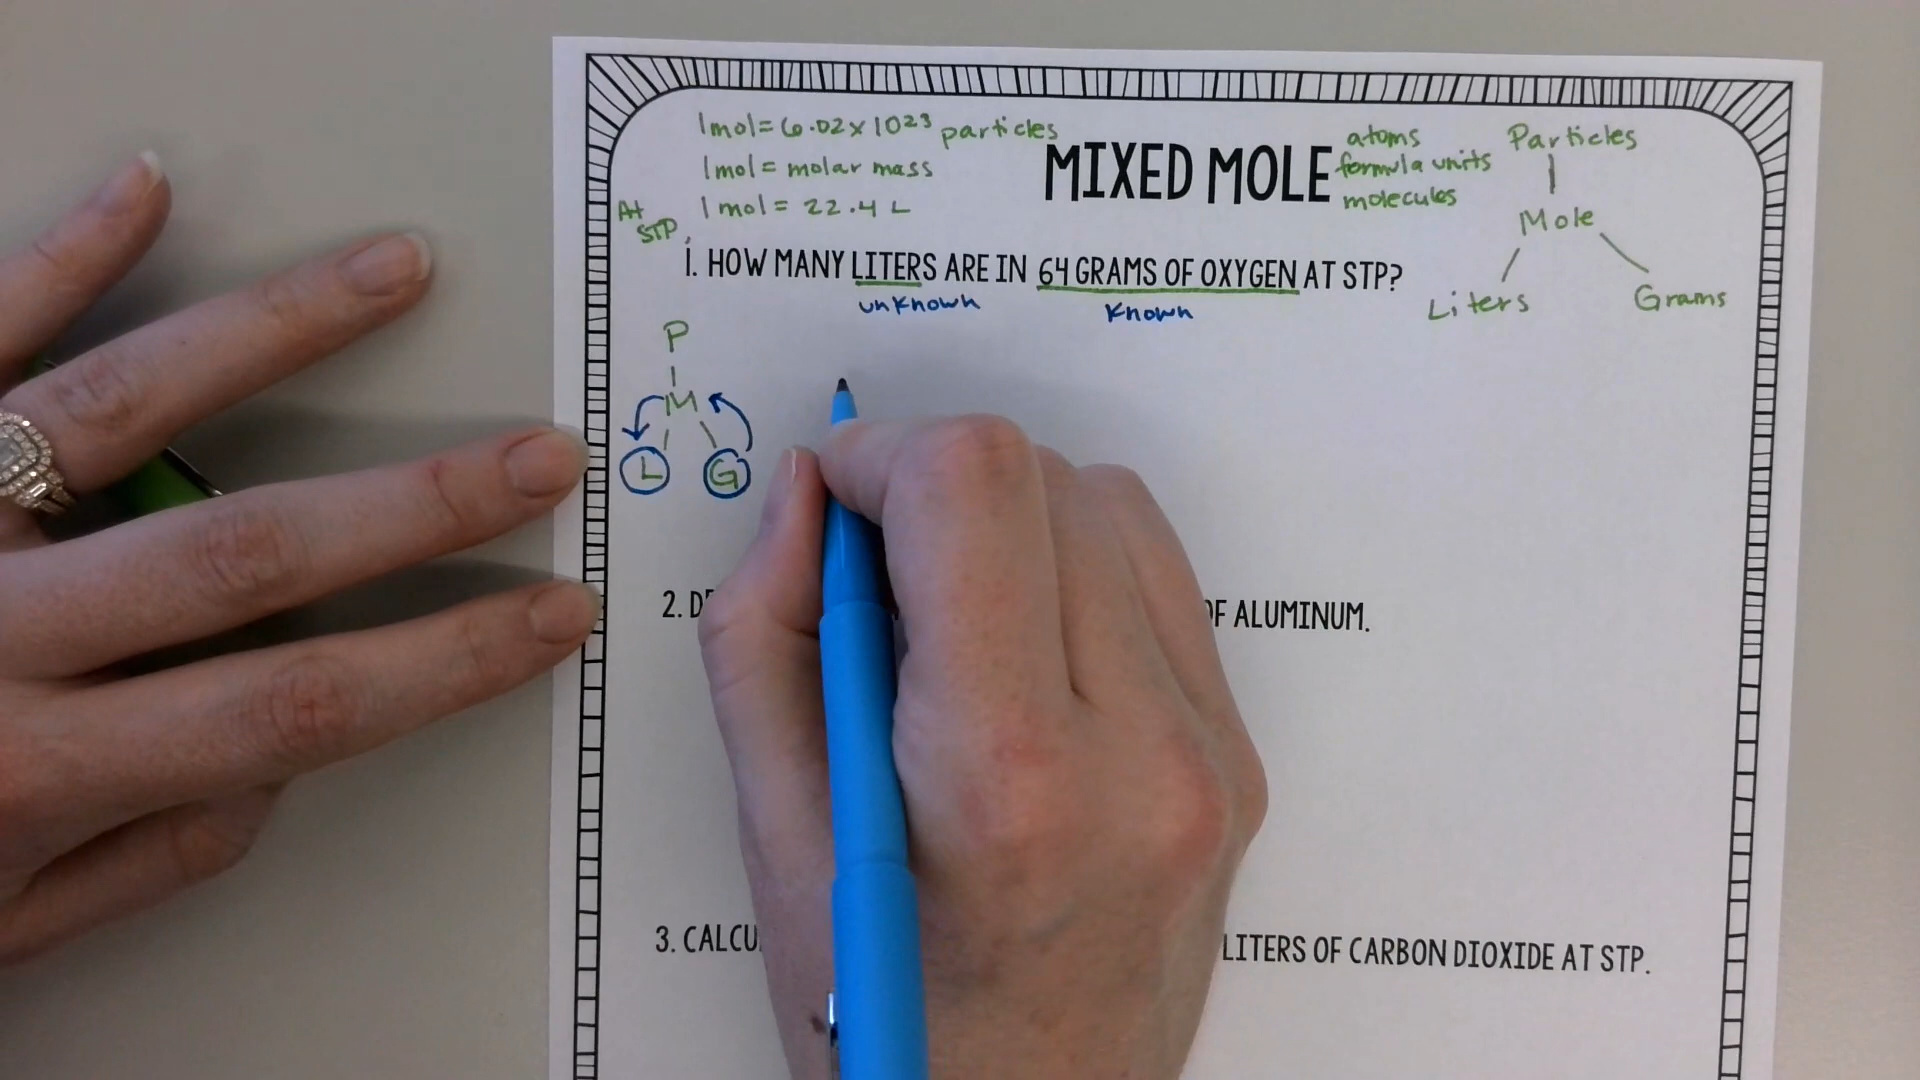 1mol = 6.02 x 10²³ particles
1mol = molar mass
At STP, 1 mol = 22.4 L
MIXED MOLE
atoms
formula units
molecules
Particles
Mole
Liters Grams
1. HOW MANY LITERS ARE IN 64 GRAMS OF OXYGEN AT STP?
unknown known
P
M
L G
2. OF ALUMINUM.
3. LITERS OF CARBON DIOXIDE AT STP.